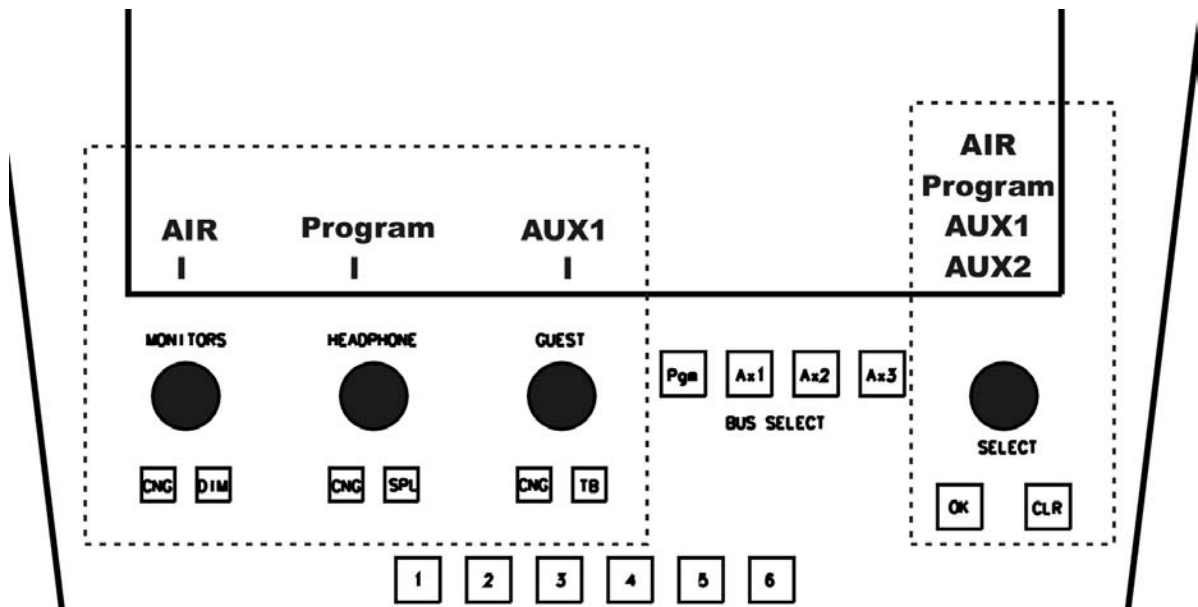 AIR
Program
AUX1
AUX2
AIR Program AUX1
MONITORS HEADPHONE GUEST
Pgm Ax1 Ax2 Ax3
BUS SELECT
SELECT
CNG DIM CNG SPL CNG TB
OK CLR
1 2 3 4 5 6